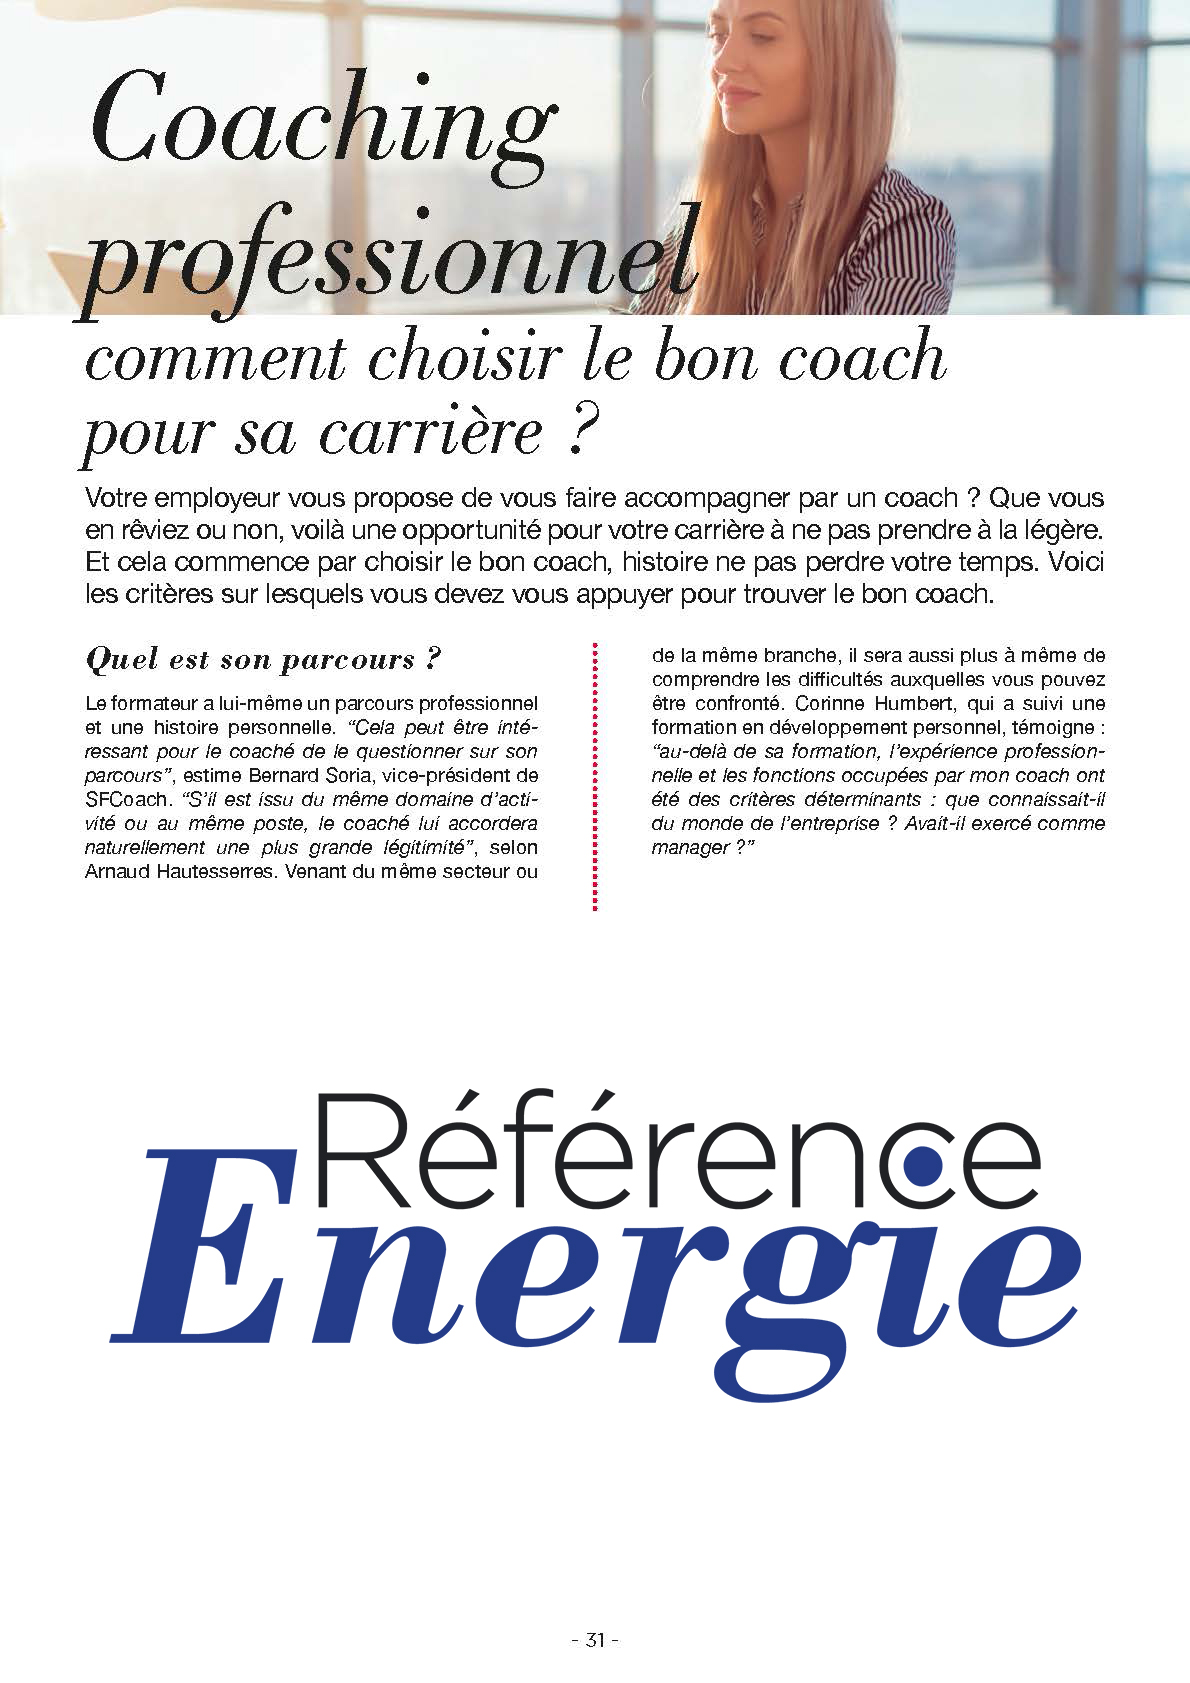 Coaching
professionnel
comment choisir le bon coach
pour sa carrière ?
Votre employeur vous propose de vous faire accompagner par un coach ? Que vous
en rêviez ou non, voilà une opportunité pour votre carrière à ne pas prendre à la légère.
Et cela commence par choisir le bon coach, histoire ne pas perdre votre temps. Voici
les critères sur lesquels vous devez vous appuyer pour trouver le bon coach.
Quel est son parcours ?
Le formateur a lui-même un parcours professionnel
et une histoire personnelle. “Cela peut être inté-
ressant pour le coaché de le questionner sur son
parcours”, estime Bernard Soria, vice-président de
SFCoach. “S’il est issu du même domaine d’acti-
vité ou au même poste, le coaché lui accordera
naturellement une plus grande légitimité”, selon
Arnaud Hautesserres. Venant du même secteur ou
de la même branche, il sera aussi plus à même de
comprendre les difficultés auxquelles vous pouvez
être confronté. Corinne Humbert, qui a suivi une
formation en développement personnel, témoigne :
“au-delà de sa formation, l’expérience profession-
nelle et les fonctions occupées par mon coach ont
été des critères déterminants : que connaissait-il
du monde de l’entreprise ? Avait-il exercé comme
manager ?”
Référence
Energie
- 31 -